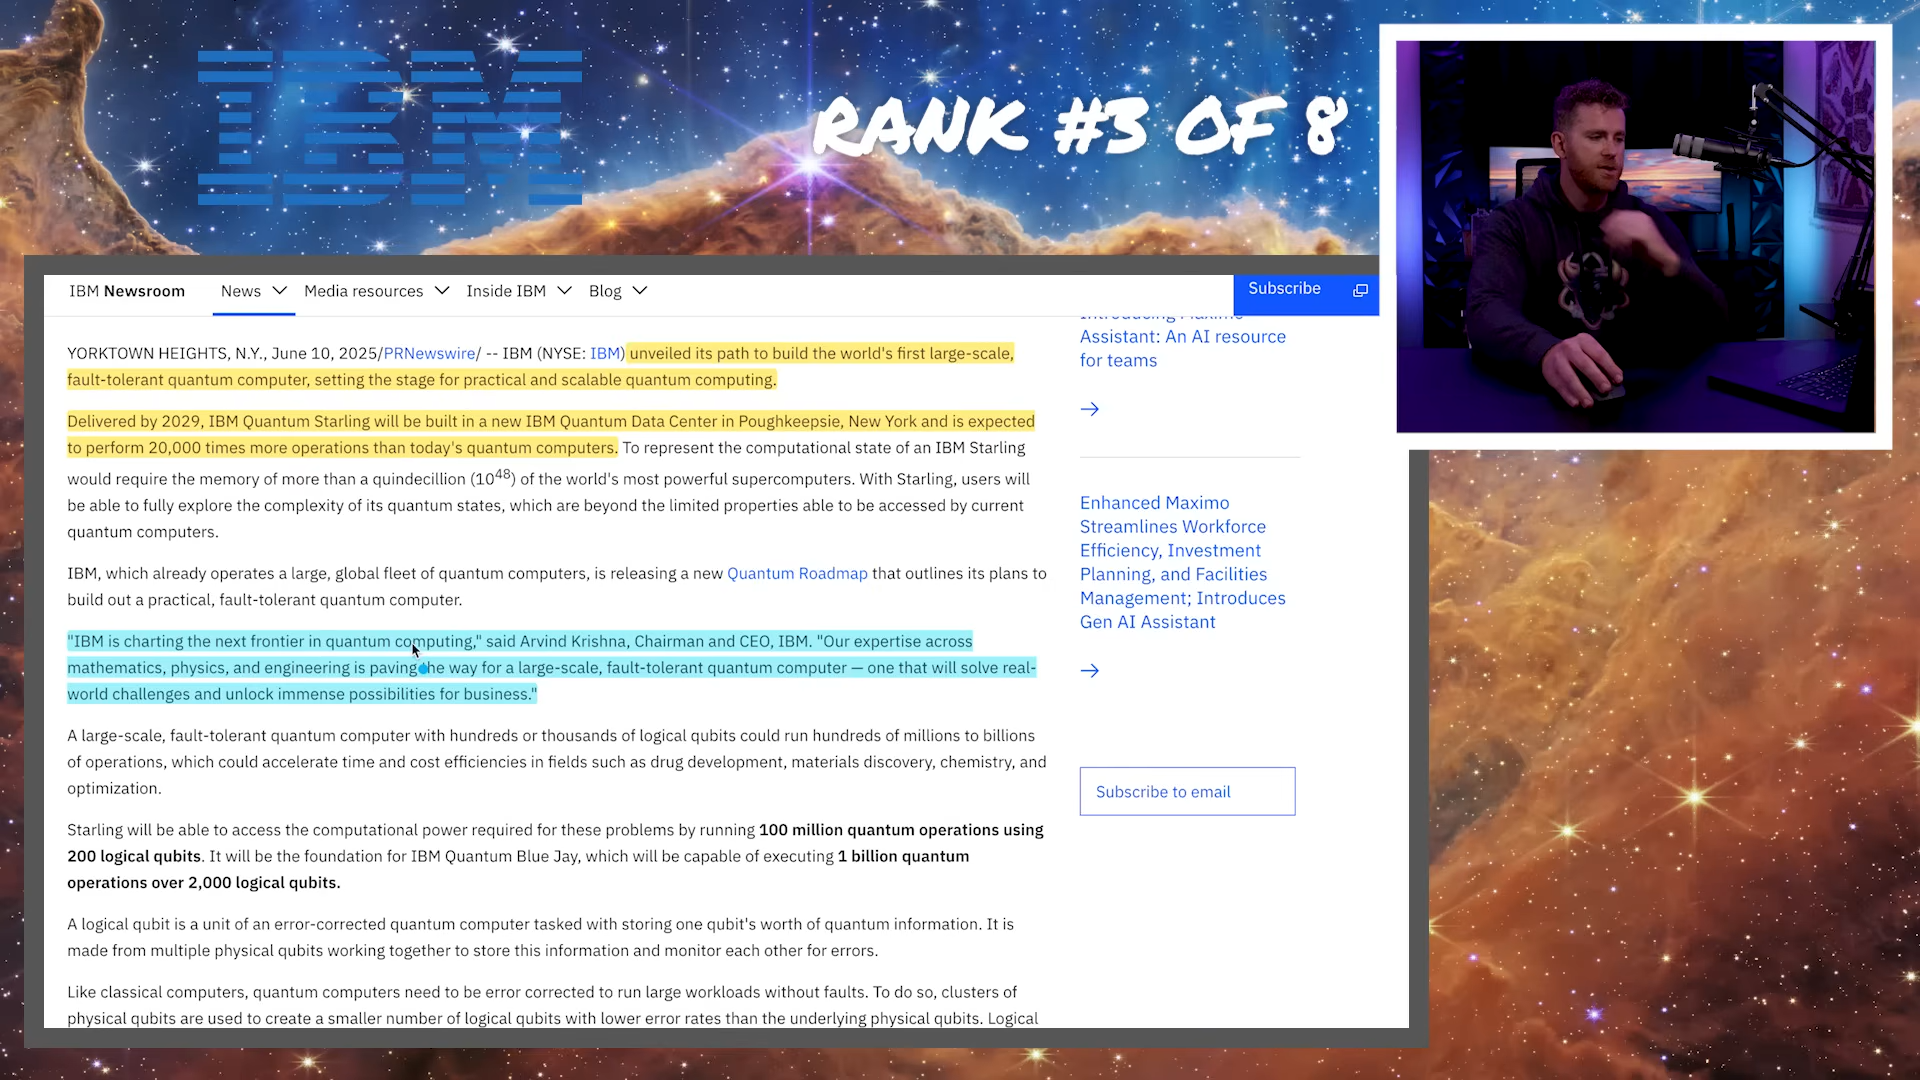 IBM
RANK #3 OF 8
IBM Newsroom
News
Media resources
Inside IBM
Blog
Subscribe
YORKTOWN HEIGHTS, N.Y., June 10, 2025/PRNewswire/ -- IBM (NYSE: IBM) unveiled its path to build the world's first large-scale,
fault-tolerant quantum computer, setting the stage for practical and scalable quantum computing.
Delivered by 2029, IBM Quantum Starling will be built in a new IBM Quantum Data Center in Poughkeepsie, New York and is expected
to perform 20,000 times more operations than today's quantum computers. To represent the computational state of an IBM Starling
would require the memory of more than a quindecillion (10⁴⁸) of the world's most powerful supercomputers. With Starling, users will
be able to fully explore the complexity of its quantum states, which are beyond the limited properties able to be accessed by current
quantum computers.
IBM, which already operates a large, global fleet of quantum computers, is releasing a new Quantum Roadmap that outlines its plans to
build out a practical, fault-tolerant quantum computer.
"IBM is charting the next frontier in quantum computing," said Arvind Krishna, Chairman and CEO, IBM. "Our expertise across
mathematics, physics, and engineering is paving the way for a large-scale, fault-tolerant quantum computer — one that will solve real-
world challenges and unlock immense possibilities for business."
A large-scale, fault-tolerant quantum computer with hundreds or thousands of logical qubits could run hundreds of millions to billions
of operations, which could accelerate time and cost efficiencies in fields such as drug development, materials discovery, chemistry, and
optimization.
Starling will be able to access the computational power required for these problems by running 100 million quantum operations using
200 logical qubits. It will be the foundation for IBM Quantum Blue Jay, which will be capable of executing 1 billion quantum
operations over 2,000 logical qubits.
A logical qubit is a unit of an error-corrected quantum computer tasked with storing one qubit's worth of quantum information. It is
made from multiple physical qubits working together to store this information and monitor each other for errors.
Like classical computers, quantum computers need to be error corrected to run large workloads without faults. To do so, clusters of
physical qubits are used to create a smaller number of logical qubits with lower error rates than the underlying physical qubits. Logical
Introducing Maximo
Assistant: An AI resource
for teams
Enhanced Maximo
Streamlines Workforce
Efficiency, Investment
Planning, and Facilities
Management; Introduces
Gen AI Assistant
Subscribe to email